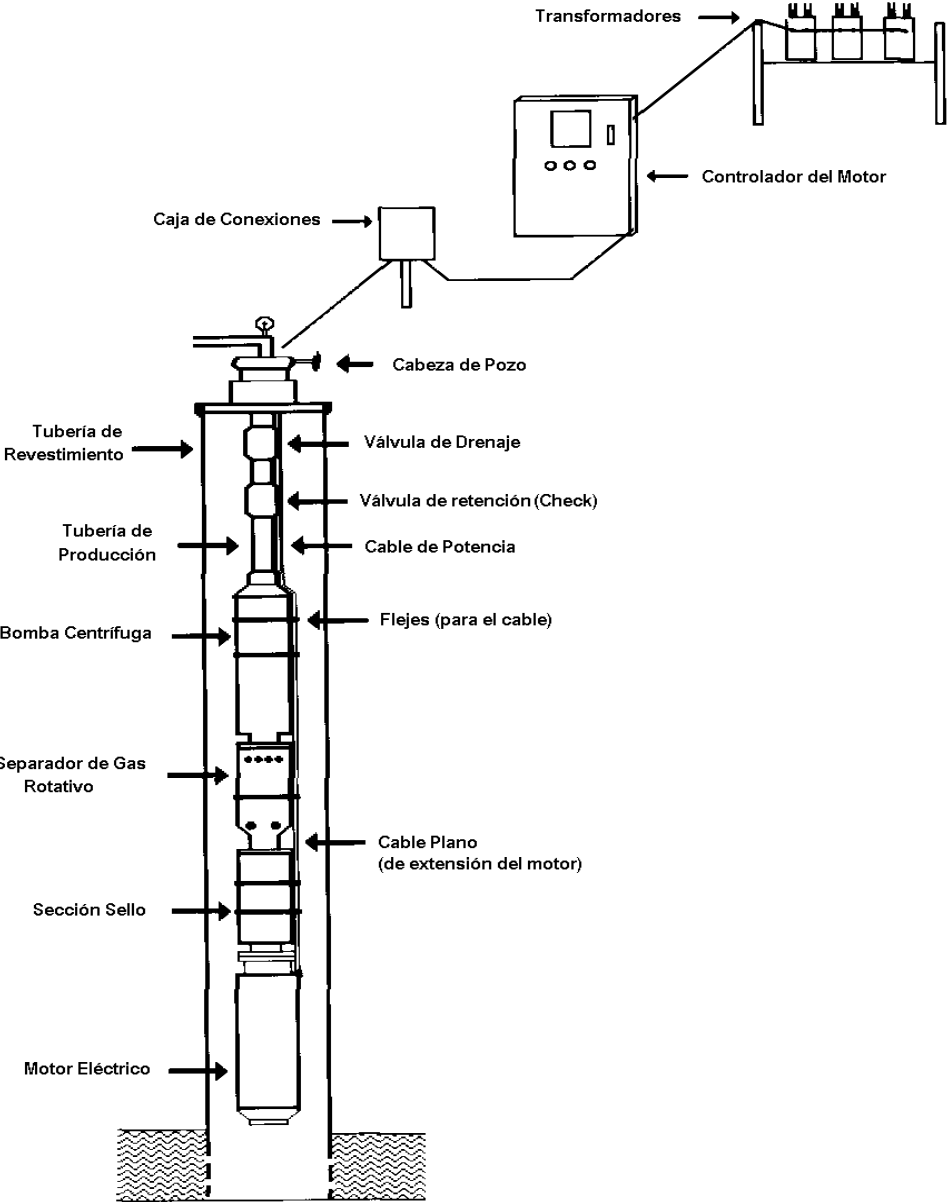 Transformadores
Controlador del Motor
Caja de Conexiones
Cabeza de Pozo
Tubería de
Revestimiento
Válvula de Drenaje
Válvula de retención (Check)
Tubería de
Producción
Cable de Potencia
Flejes (para el cable)
Bomba Centrífuga
Separador de Gas
Rotativo
Cable Plano
(de extensión del motor)
Sección Sello
Motor Eléctrico